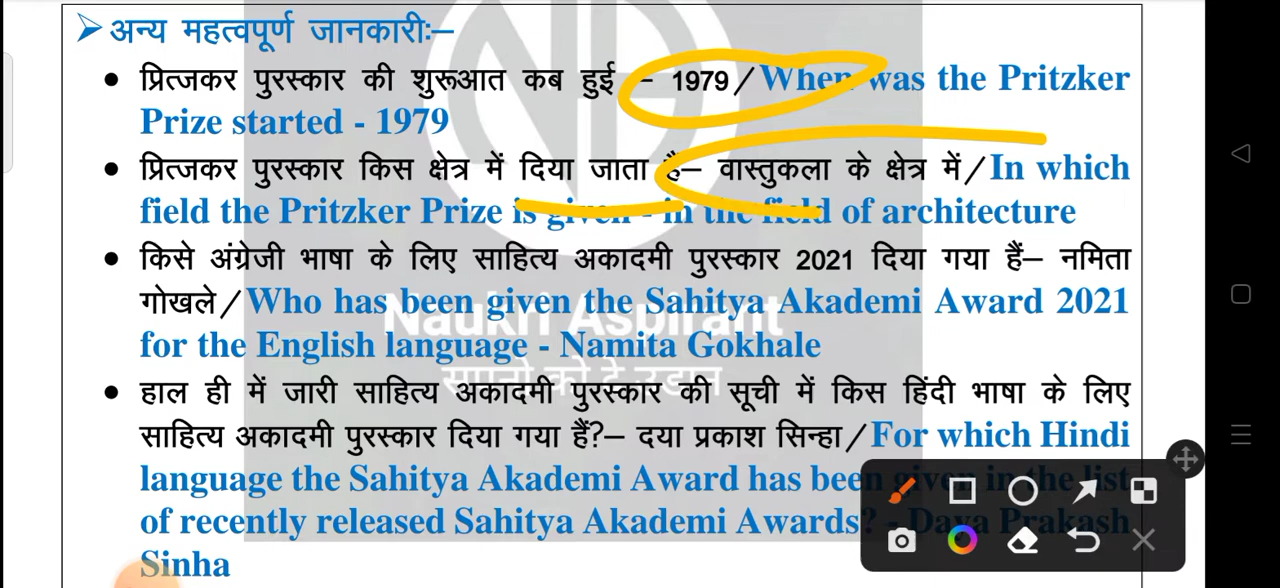 अन्य महत्वपूर्ण जानकारीः–
प्रित्जकर पुरस्कार की शुरूआत कब हुई - 1979/When was the Pritzker
Prize started - 1979
प्रित्जकर पुरस्कार किस क्षेत्र में दिया जाता है– वास्तुकला के क्षेत्र में/In which
field the Pritzker Prize is given - in the field of architecture
किसे अंग्रेजी भाषा के लिए साहित्य अकादमी पुरस्कार 2021 दिया गया हैं– नमिता
गोखले/Who has been given the Sahitya Akademi Award 2021
for the English language - Namita Gokhale
हाल ही में जारी साहित्य अकादमी पुरस्कार की सूची में किस हिंदी भाषा के लिए
साहित्य अकादमी पुरस्कार दिया गया हैं?– दया प्रकाश सिन्हा/For which Hindi
language the Sahitya Akademi Award has been given in the list
of recently released Sahitya Akademi Awards? - Daya Prakash
Sinha
Naukri Aspirant
सपनो को दे उडान